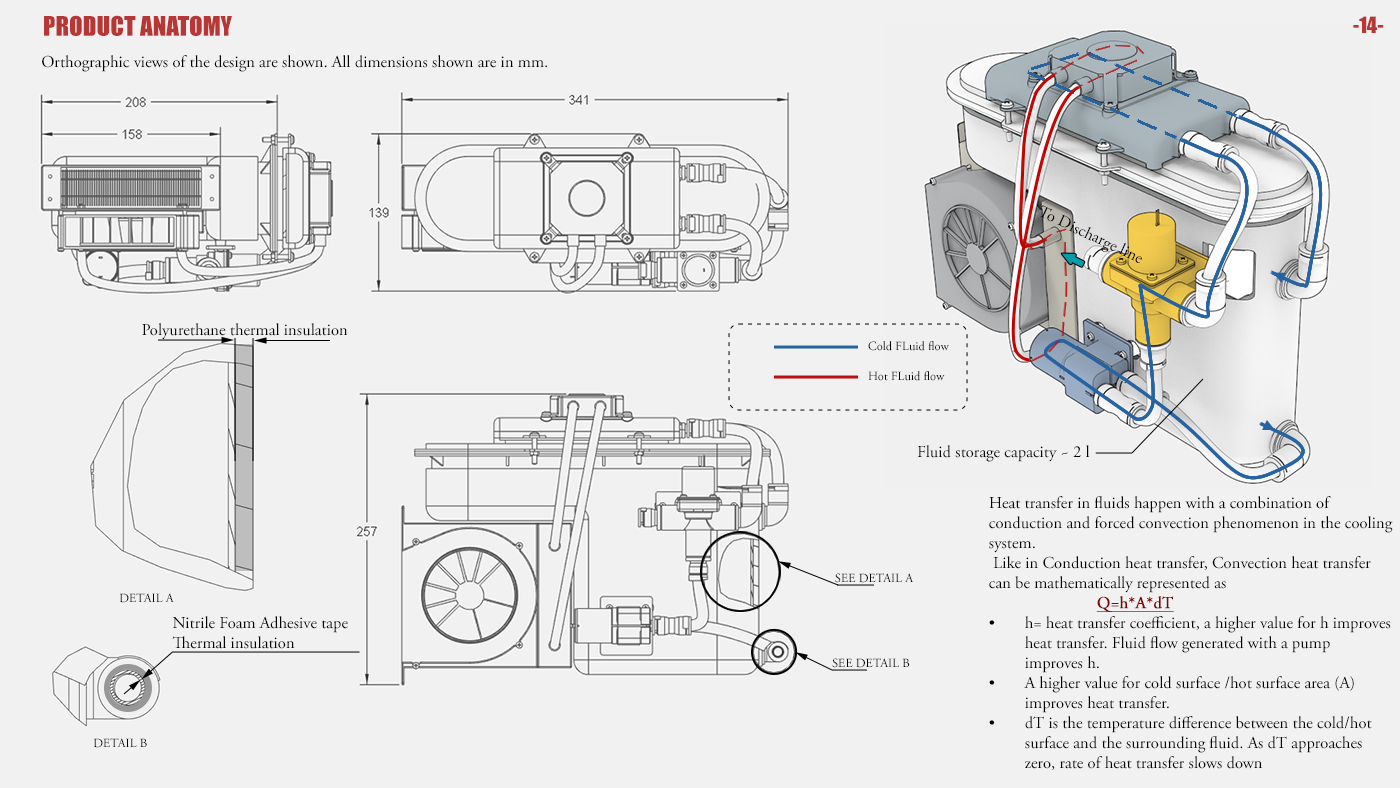 PRODUCT ANATOMY
-14-
Orthographic views of the design are shown. All dimensions shown are in mm.
208
158
341
139
To Discharge line
Polyurethane thermal insulation
Cold FLuid flow
Hot FLuid flow
Fluid storage capacity ~ 2 l
257
SEE DETAIL A
DETAIL A
Nitrile Foam Adhesive tape
Thermal insulation
SEE DETAIL B
DETAIL B
Heat transfer in fluids happen with a combination of
conduction and forced convection phenomenon in the cooling
system.
Like in Conduction heat transfer, Convection heat transfer
can be mathematically represented as
Q=h*A*dT
• h= heat transfer coefficient, a higher value for h improves
heat transfer. Fluid flow generated with a pump
improves h.
• A higher value for cold surface /hot surface area (A)
improves heat transfer.
• dT is the temperature difference between the cold/hot
surface and the surrounding fluid. As dT approaches
zero, rate of heat transfer slows down